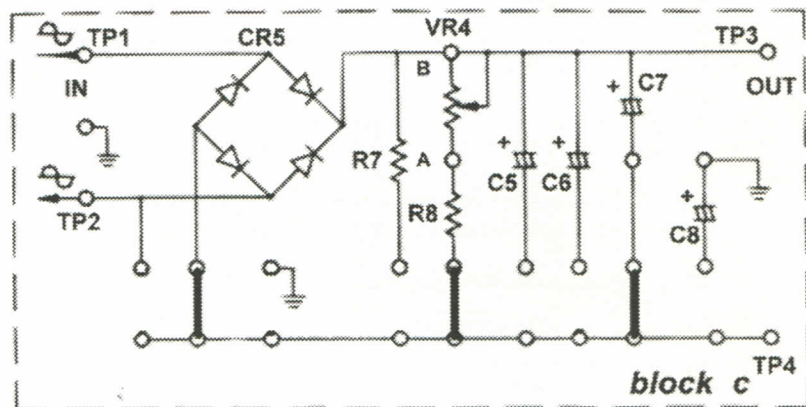 TP1
CR5
VR4
TP3
IN
B
C7
OUT
+
+
+
R7
A
C5
C6
R8
+
C8
TP2
TP4
block c